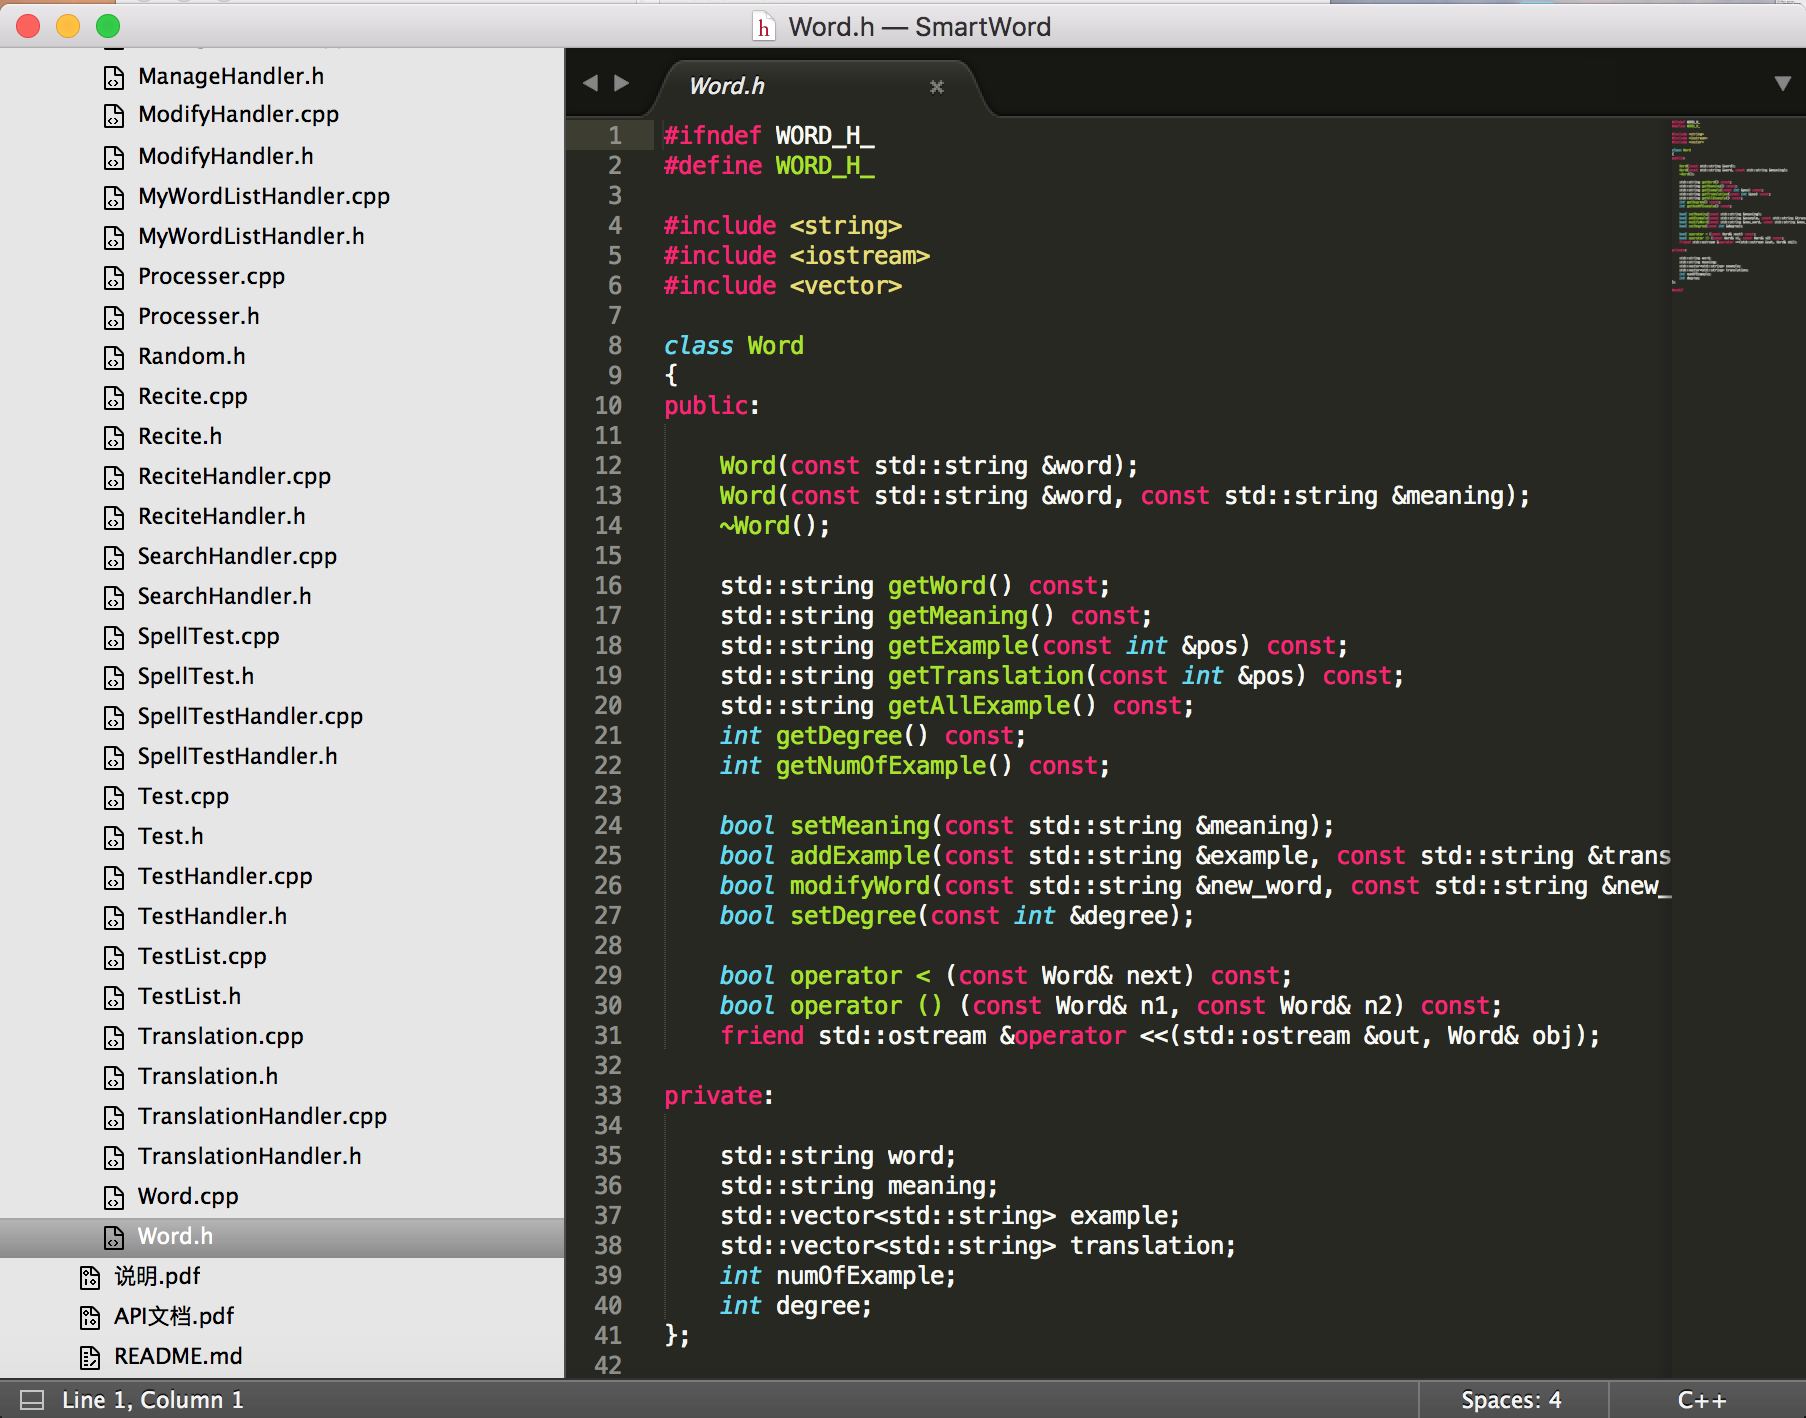 Word.h — SmartWord
ManageHandler.h
ModifyHandler.cpp
ModifyHandler.h
MyWordListHandler.cpp
MyWordListHandler.h
Processer.cpp
Processer.h
Random.h
Recite.cpp
Recite.h
ReciteHandler.cpp
ReciteHandler.h
SearchHandler.cpp
SearchHandler.h
SpellTest.cpp
SpellTest.h
SpellTestHandler.cpp
SpellTestHandler.h
Test.cpp
Test.h
TestHandler.cpp
TestHandler.h
TestList.cpp
TestList.h
Translation.cpp
Translation.h
TranslationHandler.cpp
TranslationHandler.h
Word.cpp
Word.h
说明.pdf
API文档.pdf
README.md
Word.h
1 #ifndef WORD_H_
2 #define WORD_H_
3
4 #include <string>
5 #include <iostream>
6 #include <vector>
7
8 class Word
9 {
10 public:
11
12     Word(const std::string &word);
13     Word(const std::string &word, const std::string &meaning);
14     ~Word();
15
16     std::string getWord() const;
17     std::string getMeaning() const;
18     std::string getExample(const int &pos) const;
19     std::string getTranslation(const int &pos) const;
20     std::string getAllExample() const;
21     int getDegree() const;
22     int getNumOfExample() const;
23
24     bool setMeaning(const std::string &meaning);
25     bool addExample(const std::string &example, const std::string &trans
26     bool modifyWord(const std::string &new_word, const std::string &new_
27     bool setDegree(const int &degree);
28
29     bool operator < (const Word& next) const;
30     bool operator () (const Word& n1, const Word& n2) const;
31     friend std::ostream &operator <<(std::ostream &out, Word& obj);
32
33 private:
34
35     std::string word;
36     std::string meaning;
37     std::vector<std::string> example;
38     std::vector<std::string> translation;
39     int numOfExample;
40     int degree;
41 };
42
Line 1, Column 1
Spaces: 4
C++